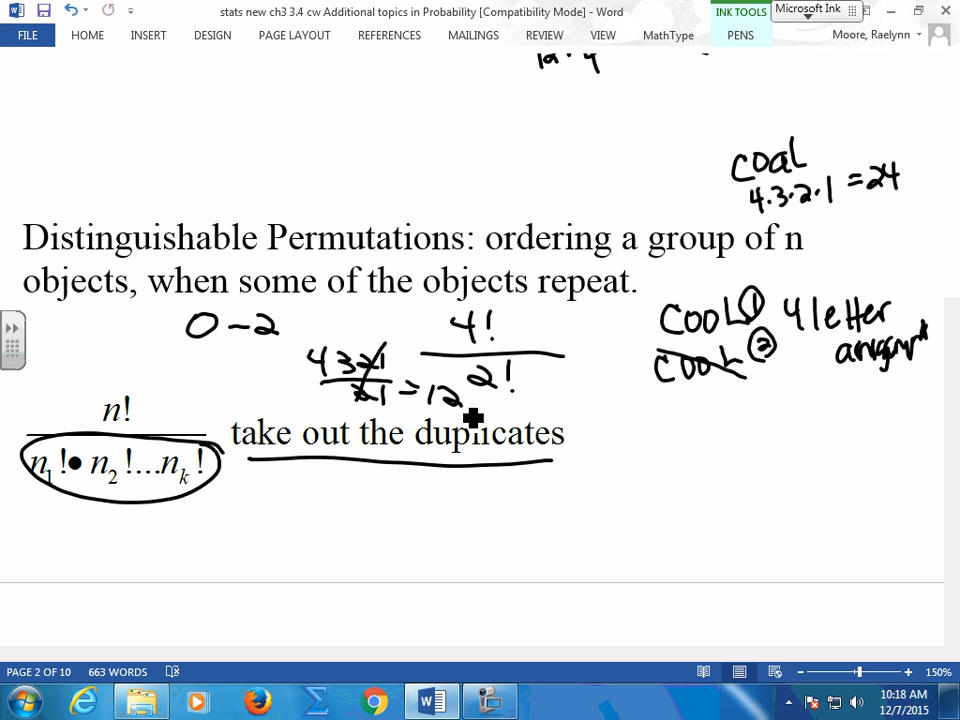 stats new ch3 3.4 cw Additional topics in Probability [Compatibility Mode] - Word
INK TOOLS
Microsoft Ink
FILE HOME INSERT DESIGN PAGE LAYOUT REFERENCES MAILINGS REVIEW VIEW MathType PENS
Moore, Raelynn
coal
4·3·2·1 = 24
Distinguishable Permutations: ordering a group of n
objects, when some of the objects repeat.
O – 2
4 3 2 1
2 1
= 12
4!
2!
COOL 1
COOL 2
4 letter
n!
n1!•n2!...nk!
take out the duplicates
PAGE 2 OF 10 663 WORDS
150%
10:18 AM
12/7/2015